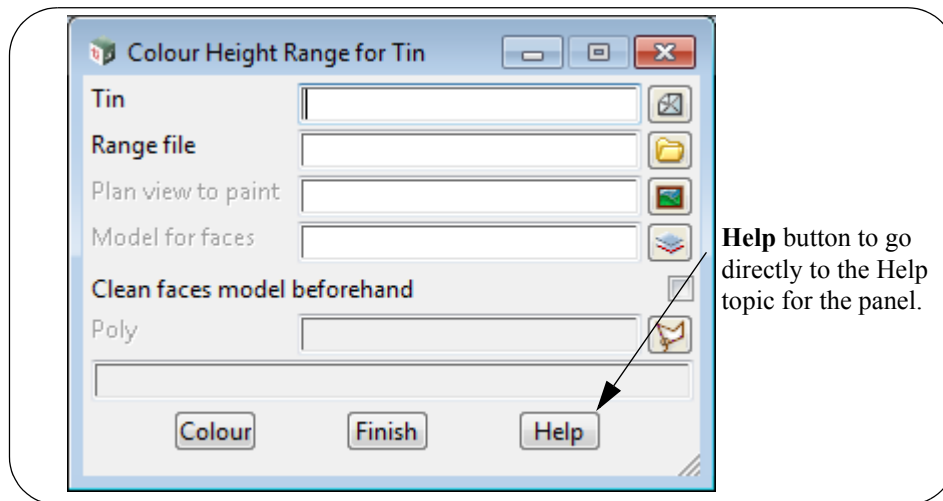 Colour Height Range for Tin
Tin
Range file
Plan view to paint
Model for faces
Clean faces model beforehand
Poly
Colour Finish Help
Help button to go
directly to the Help
topic for the panel.